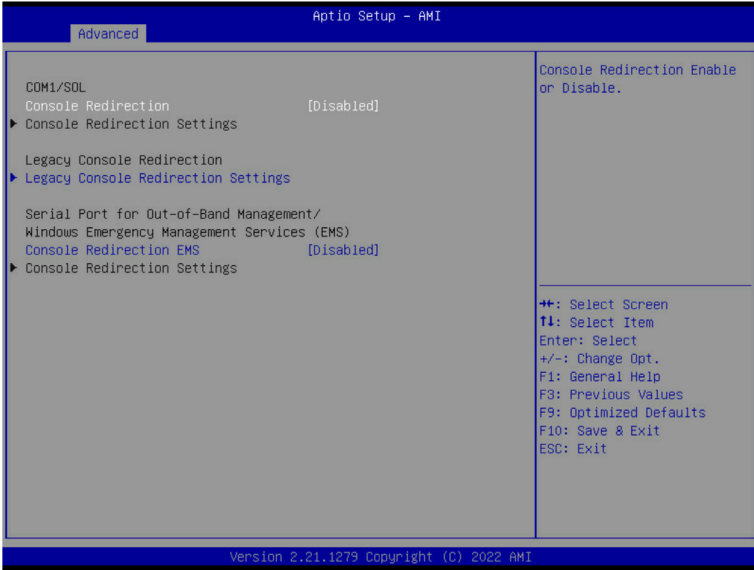 Aptio Setup – AMI
Advanced
COM1/SOL
Console Redirection [Disabled]
Console Redirection Settings
Legacy Console Redirection
Legacy Console Redirection Settings
Serial Port for Out-of-Band Management/
Windows Emergency Management Services (EMS)
Console Redirection EMS [Disabled]
Console Redirection Settings
Console Redirection Enable
or Disable.
→←: Select Screen
↑↓: Select Item
Enter: Select
+/-: Change Opt.
F1: General Help
F3: Previous Values
F9: Optimized Defaults
F10: Save & Exit
ESC: Exit
Version 2.21.1279 Copyright (C) 2022 AMI